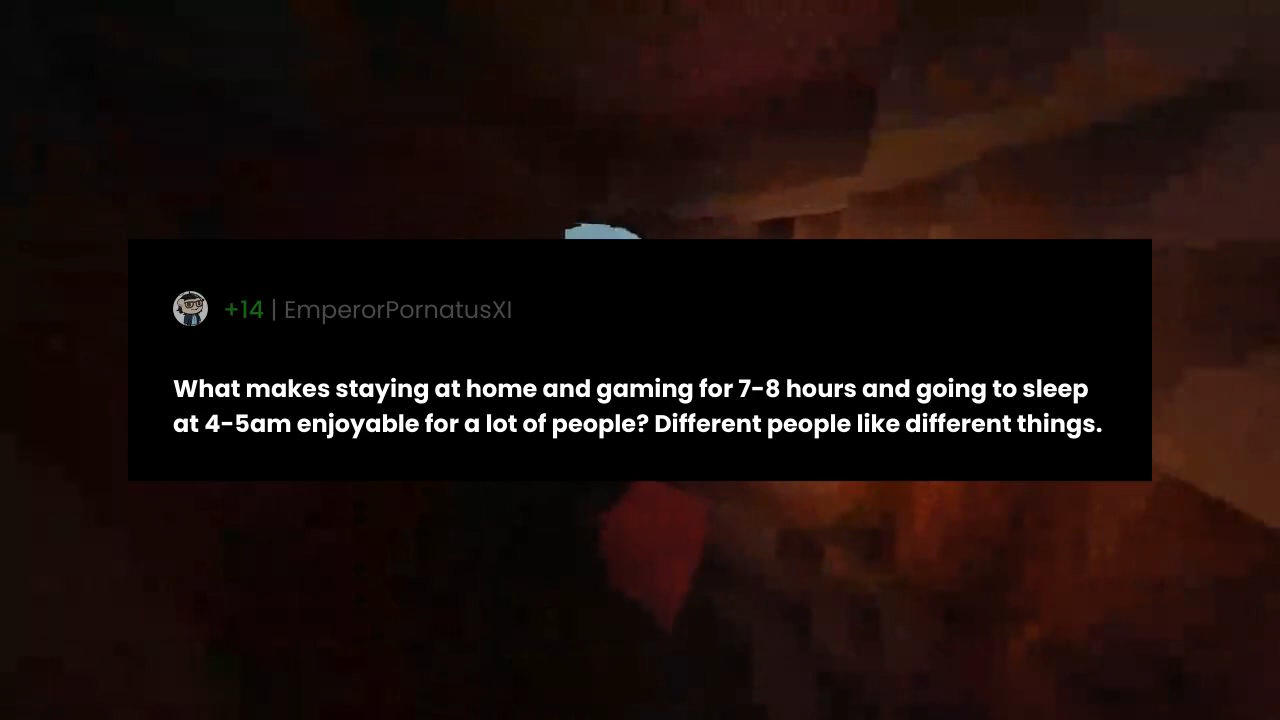 +14 | EmperorPornatusXI
What makes staying at home and gaming for 7-8 hours and going to sleep
at 4-5am enjoyable for a lot of people? Different people like different things.